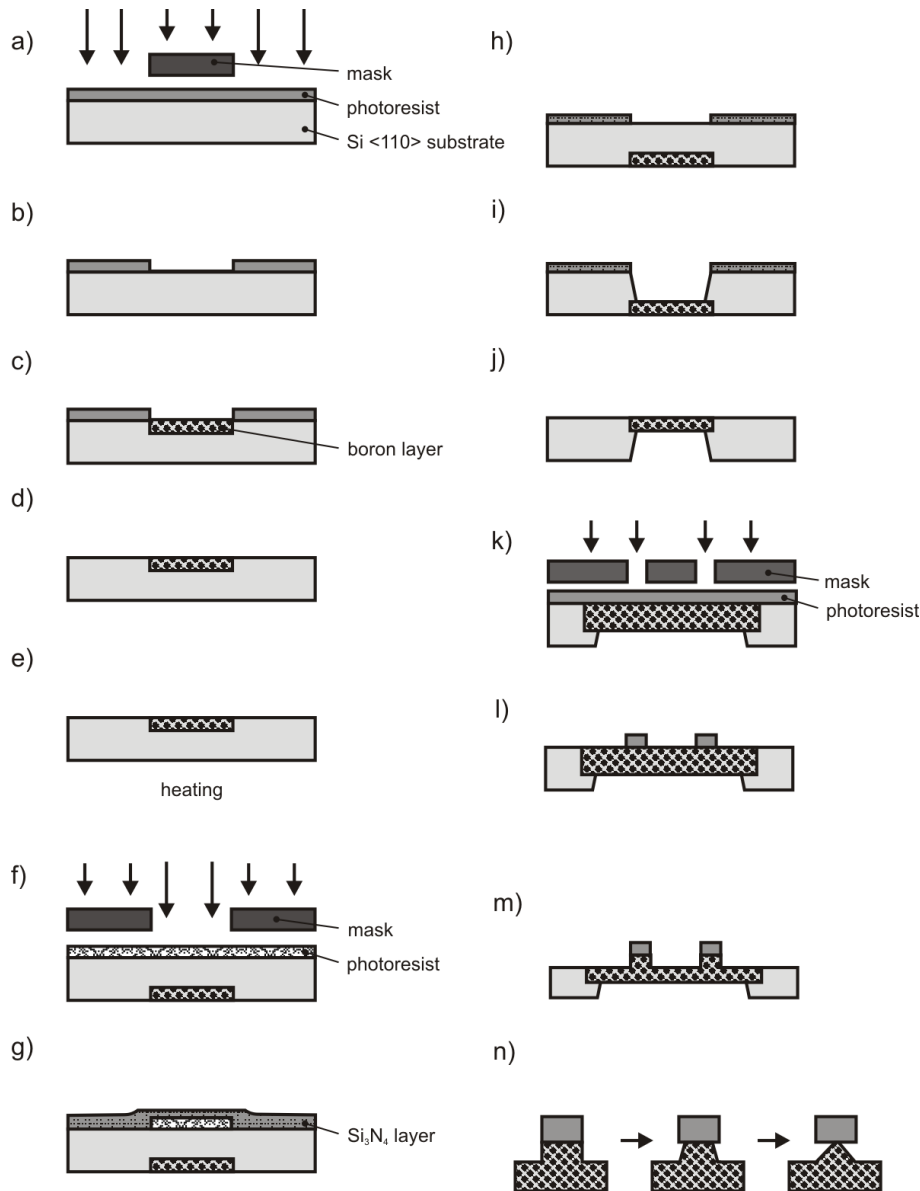 a)
mask
photoresist
Si <110> substrate
b)
c)
boron layer
d)
e)
heating
f)
mask
photoresist
g)
Si₃N₄ layer
h)
i)
j)
k)
mask
photoresist
l)
m)
n)